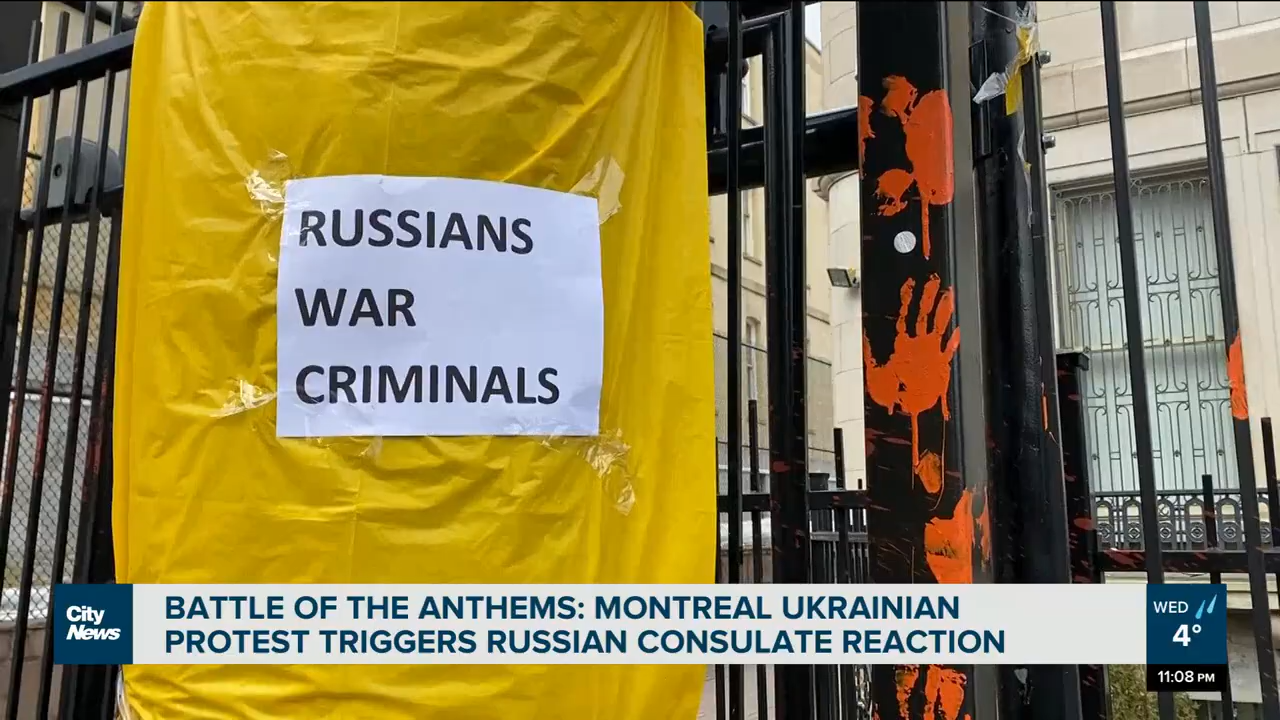 RUSSIANS
WAR
CRIMINALS
City
News
BATTLE OF THE ANTHEMS: MONTREAL UKRAINIAN
PROTEST TRIGGERS RUSSIAN CONSULATE REACTION
WED
4°
11:08 PM